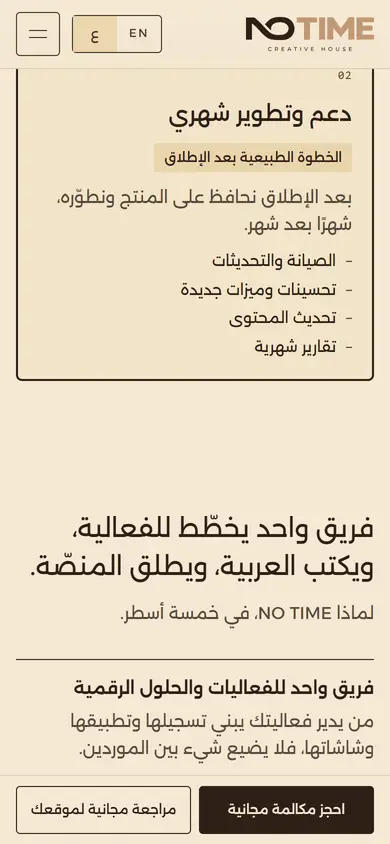 NOTIME
CREATIVE HOUSE
EN
ع
02
دعم وتطوير شهري
الخطوة الطبيعية بعد الإطلاق
بعد الإطلاق نحافظ على المنتج ونطوّره،
شهرًا بعد شهر.
– الصيانة والتحديثات
– تحسينات وميزات جديدة
– تحديث المحتوى
– تقارير شهرية
فريق واحد يخطّط للفعالية،
ويكتب العربية، ويطلق المنصّة.
لماذا NO TIME، في خمسة أسطر.
فريق واحد للفعاليات والحلول الرقمية
من يدير فعاليتك يبني تسجيلها وتطبيقها
وشاشاتها، فلا يضيع شيء بين الموردين.
احجز مكالمة مجانية
مراجعة مجانية لموقعك